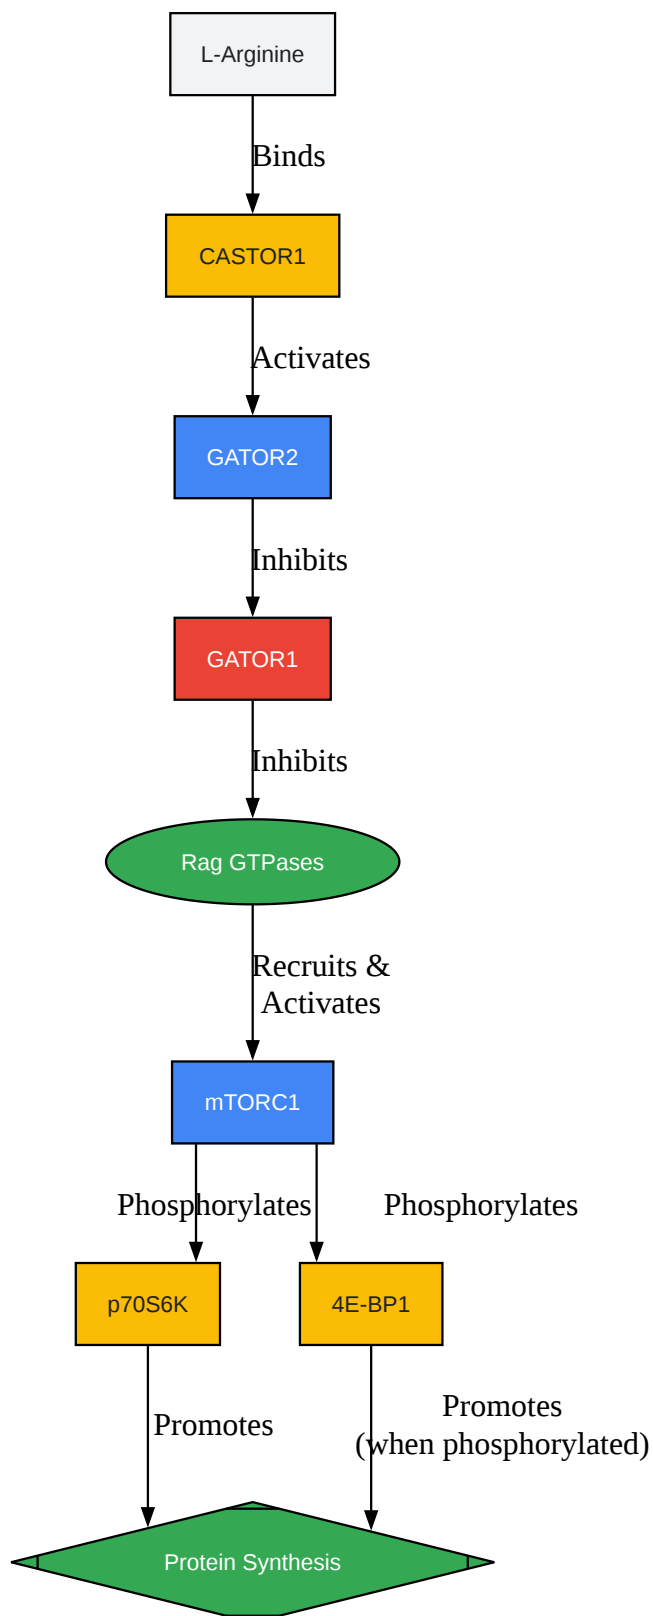 L-Arginine
Binds
CASTOR1
Activates
GATOR2
Inhibits
GATOR1
Inhibits
Rag GTPases
Recruits &
Activates
mTORC1
Phosphorylates
Phosphorylates
p70S6K
4E-BP1
Promotes
Promotes
(when phosphorylated)
Protein Synthesis